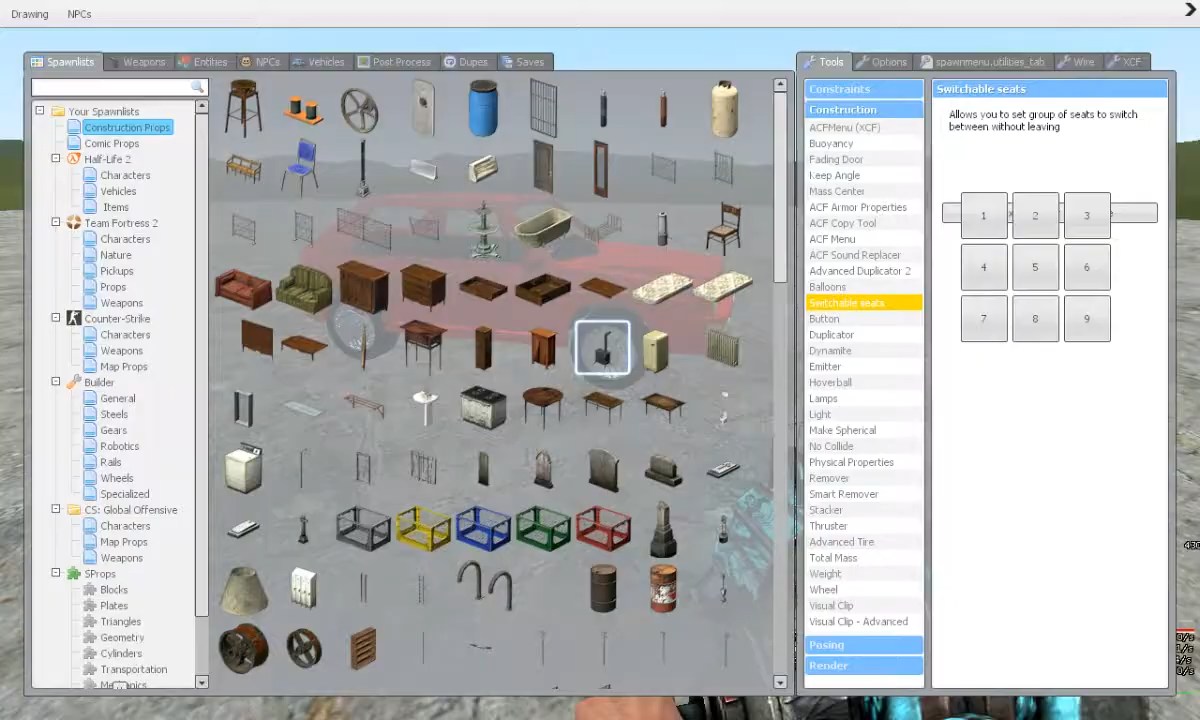 Drawing NPCs
Spawnlists Weapons Entities NPCs Vehicles Post Process Dupes Saves
Tools Options spawnmenu.utilities_tab Wire XCF
Your Spawnlists
Construction Props
Comic Props
Half-Life 2
Characters
Vehicles
Items
Team Fortress 2
Characters
Nature
Pickups
Props
Weapons
Counter-Strike
Characters
Weapons
Map Props
Builder
General
Steels
Gears
Robotics
Rails
Wheels
Specialized
CS: Global Offensive
Characters
Map Props
Weapons
SProps
Blocks
Plates
Triangles
Geometry
Cylinders
Transportation
Constraints
Construction
ACFMenu (XCF)
Buoyancy
Fading Door
Keep Angle
Mass Center
ACF Armor Properties
ACF Copy Tool
ACF Menu
ACF Sound Replacer
Advanced Duplicator 2
Balloons
Switchable seats
Button
Duplicator
Dynamite
Emitter
Hoverball
Lamps
Light
Make Spherical
No Collide
Physical Properties
Remover
Smart Remover
Stacker
Thruster
Advanced Tire
Total Mass
Weight
Wheel
Visual Clip
Visual Clip - Advanced
Posing
Render
Switchable seats
Allows you to set group of seats to switch
between without leaving
1 2 3
4 5 6
7 8 9